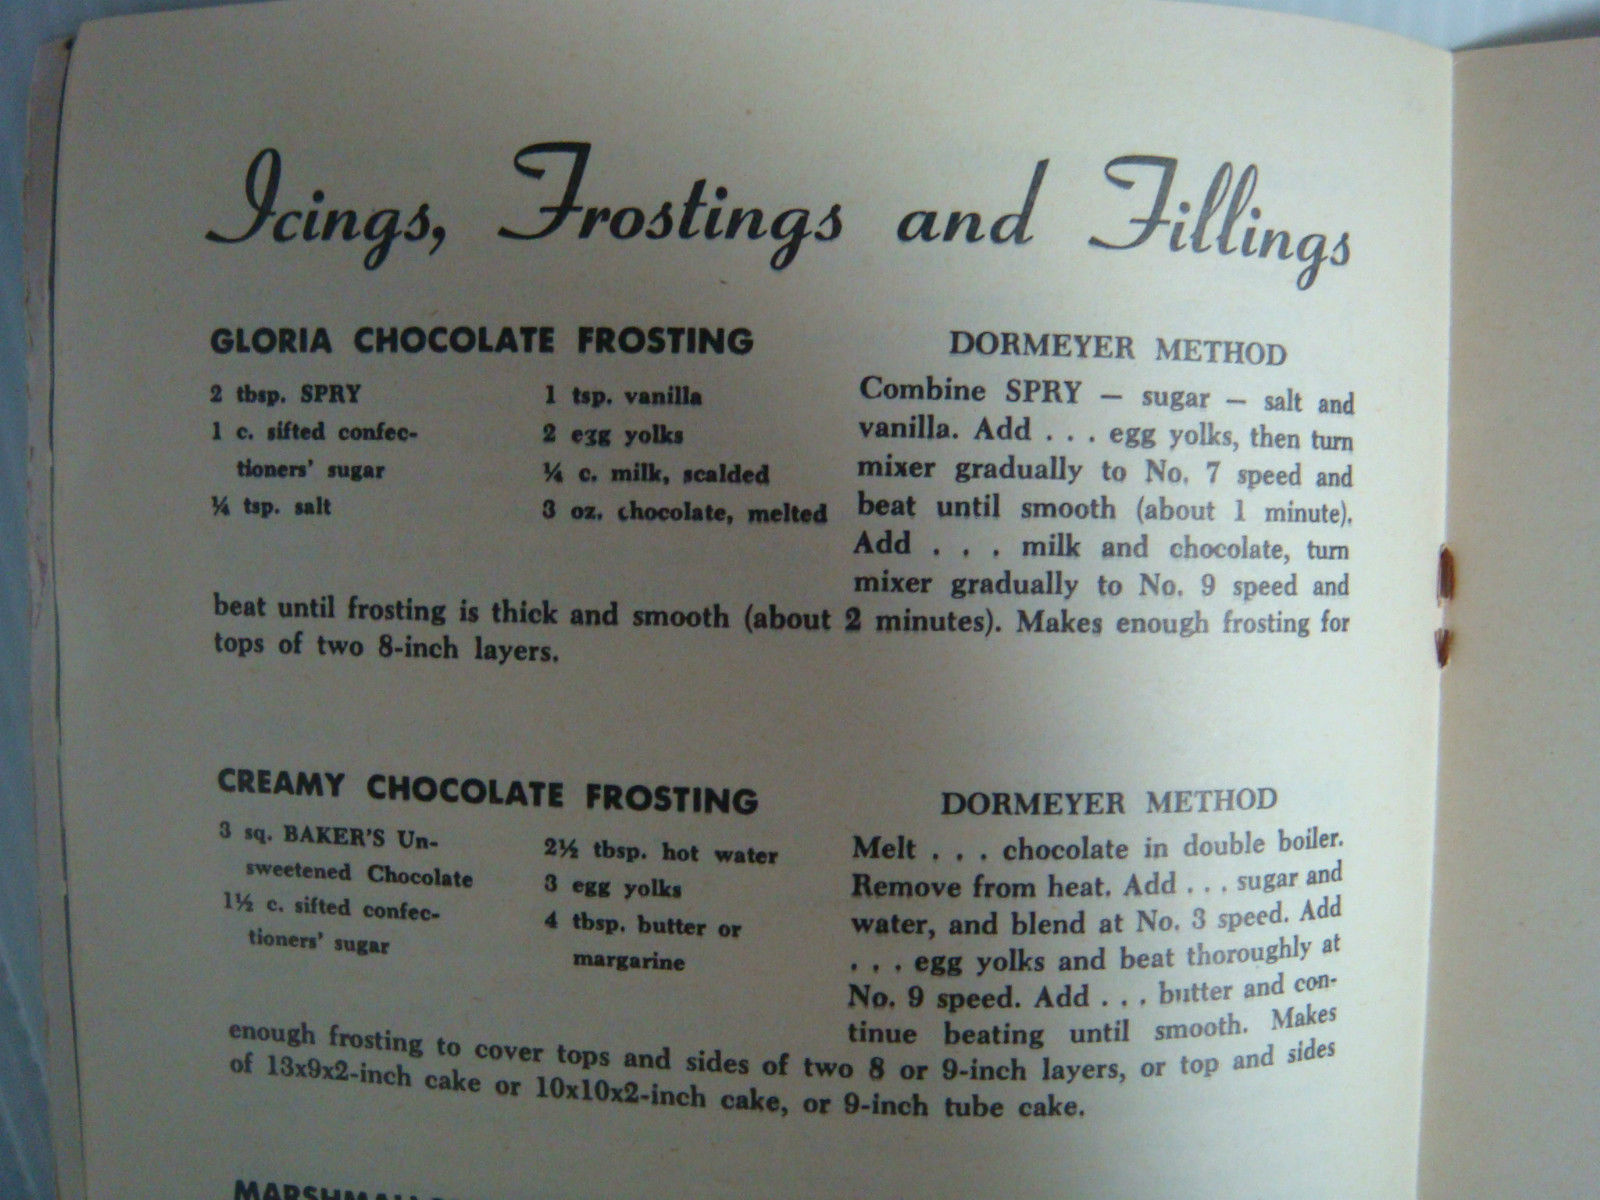 Icings, Frostings and Fillings
GLORIA CHOCOLATE FROSTING
2 tbsp. SPRY
1 c. sifted confec-
tioners' sugar
¼ tsp. salt
1 tsp. vanilla
2 egg yolks
¼ c. milk, scalded
3 oz. chocolate, melted
DORMEYER METHOD
Combine SPRY — sugar — salt and
vanilla. Add . . . egg yolks, then turn
mixer gradually to No. 7 speed and
beat until smooth (about 1 minute).
Add . . . milk and chocolate, turn
mixer gradually to No. 9 speed and
beat until frosting is thick and smooth (about 2 minutes). Makes enough frosting for
tops of two 8-inch layers.
CREAMY CHOCOLATE FROSTING
3 sq. BAKER'S Un-
sweetened Chocolate
1½ c. sifted confec-
tioners' sugar
2½ tbsp. hot water
3 egg yolks
4 tbsp. butter or
margarine
DORMEYER METHOD
Melt . . . chocolate in double boiler.
Remove from heat. Add . . . sugar and
water, and blend at No. 3 speed. Add
. . . egg yolks and beat thoroughly at
No. 9 speed. Add . . . butter and con-
tinue beating until smooth. Makes
enough frosting to cover tops and sides of two 8 or 9-inch layers, or top and sides
of 13x9x2-inch cake or 10x10x2-inch cake, or 9-inch tube cake.